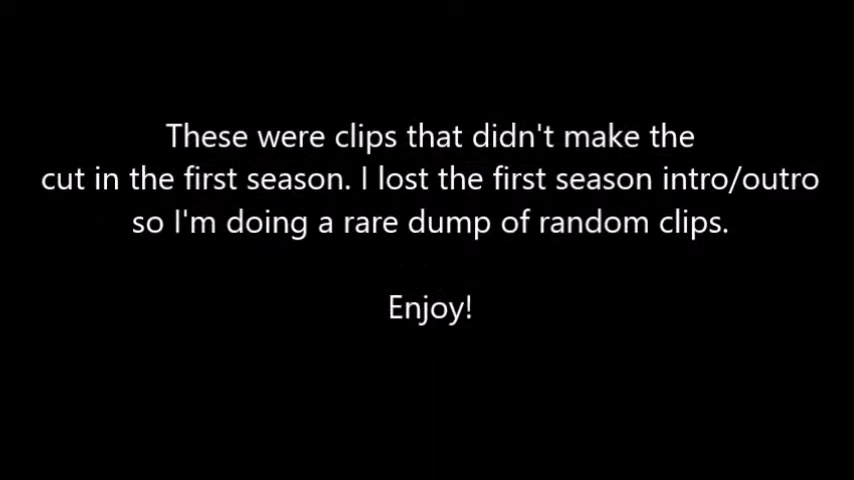 These were clips that didn't make the
cut in the first season. I lost the first season intro/outro
so I'm doing a rare dump of random clips.
Enjoy!